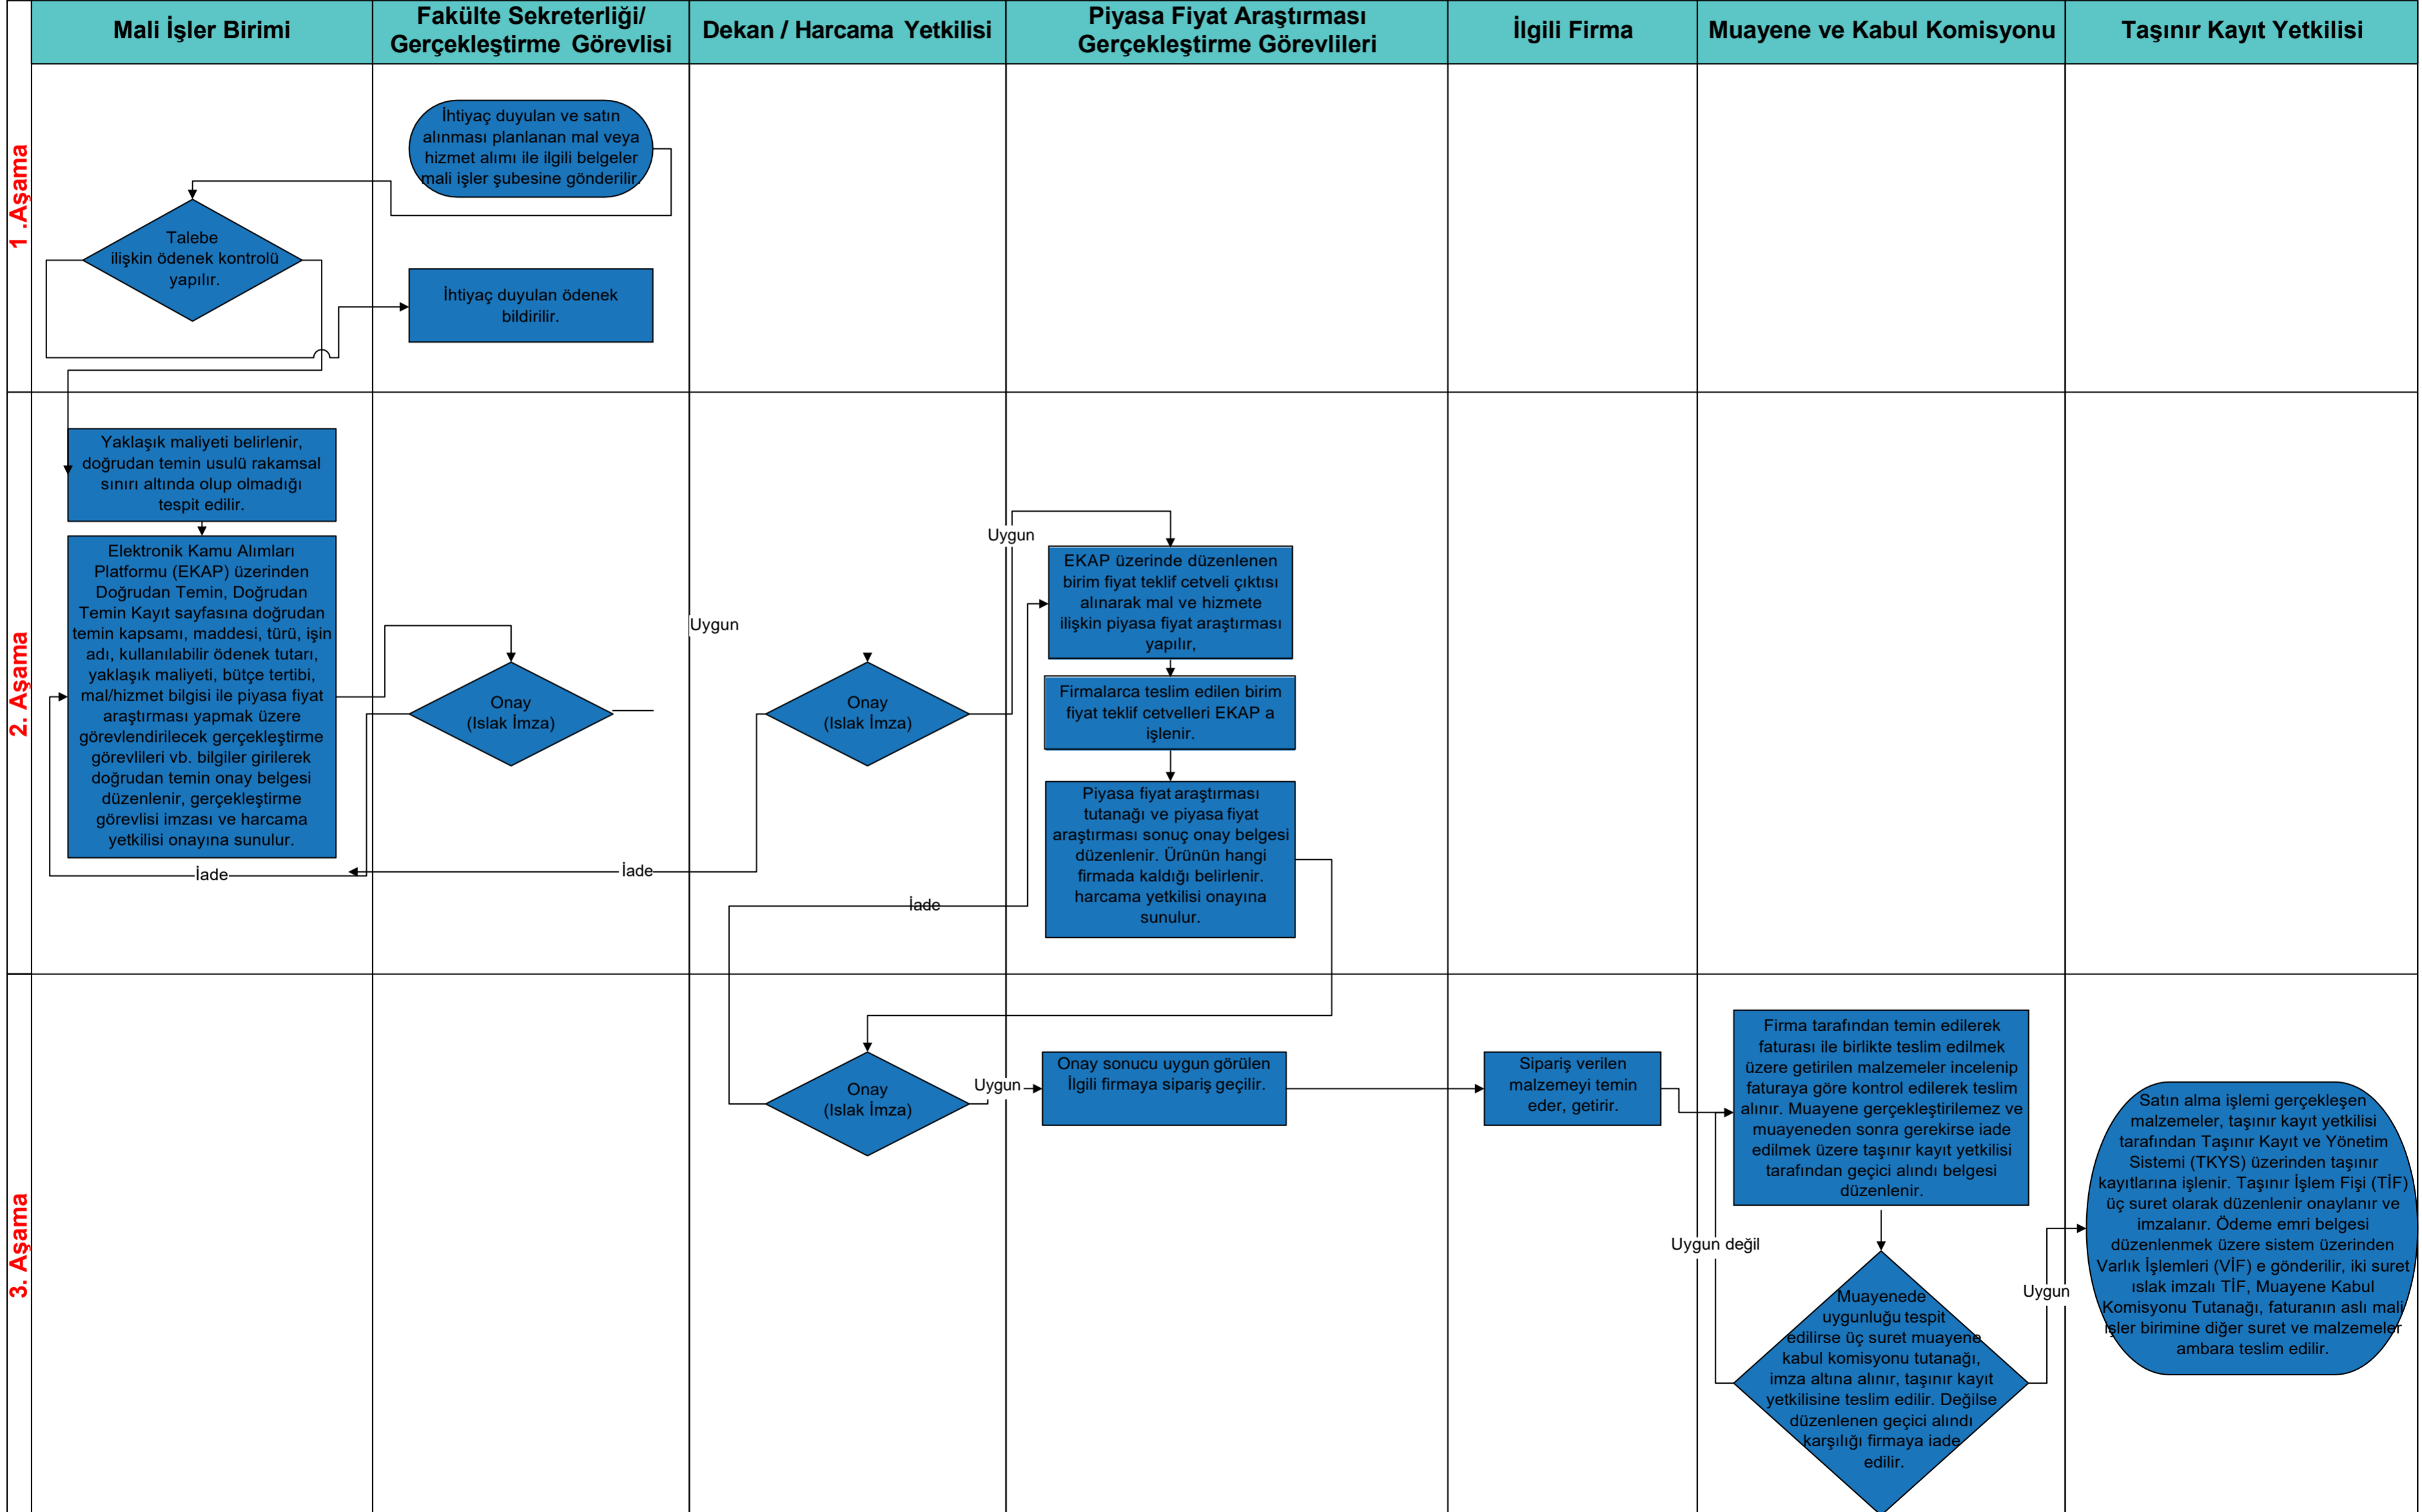 Mali İşler Birimi
Fakülte Sekreterliği/
Gerçekleştirme Görevlisi
Dekan / Harcama Yetkilisi
Piyasa Fiyat Araştırması
Gerçekleştirme Görevlileri
İlgili Firma
Muayene ve Kabul Komisyonu
Taşınır Kayıt Yetkilisi
1 .Aşama
İhtiyaç duyulan ve satın
alınması planlanan mal veya
hizmet alımı ile ilgili belgeler
mali işler şubesine gönderilir.
Talebe
ilişkin ödenek kontrolü
yapılır.
İhtiyaç duyulan ödenek
bildirilir.
2. Aşama
Yaklaşık maliyeti belirlenir,
doğrudan temin usulü rakamsal
sınırı altında olup olmadığı
tespit edilir.
Elektronik Kamu Alımları
Platformu (EKAP) üzerinden
Doğrudan Temin, Doğrudan
Temin Kayıt sayfasına doğrudan
temin kapsamı, maddesi, türü, işin
adı, kullanılabilir ödenek tutarı,
yaklaşık maliyeti, bütçe tertibi,
mal/hizmet bilgisi ile piyasa fiyat
araştırması yapmak üzere
görevlendirilecek gerçekleştirme
görevlileri vb. bilgiler girilerek
doğrudan temin onay belgesi
düzenlenir, gerçekleştirme
görevlisi imzası ve harcama
yetkilisi onayına sunulur.
İade
Onay
(Islak İmza)
Uygun
İade
Onay
(Islak İmza)
Uygun
İade
EKAP üzerinde düzenlenen
birim fiyat teklif cetveli çıktısı
alınarak mal ve hizmete
ilişkin piyasa fiyat araştırması
yapılır,
Firmalarca teslim edilen birim
fiyat teklif cetvelleri EKAP a
işlenir.
Piyasa fiyat araştırması
tutanağı ve piyasa fiyat
araştırması sonuç onay belgesi
düzenlenir. Ürünün hangi
firmada kaldığı belirlenir.
harcama yetkilisi onayına
sunulur.
3. Aşama
Onay
(Islak İmza)
Uygun
Onay sonucu uygun görülen
İlgili firmaya sipariş geçilir.
Sipariş verilen
malzemeyi temin
eder, getirir.
Firma tarafından temin edilerek
faturası ile birlikte teslim edilmek
üzere getirilen malzemeler incelenip
faturaya göre kontrol edilerek teslim
alınır. Muayene gerçekleştirilemez ve
muayeneden sonra gerekirse iade
edilmek üzere taşınır kayıt yetkilisi
tarafından geçici alındı belgesi
düzenlenir.
Uygun değil
Muayenede
uygunluğu tespit
edilirse üç suret muayene
kabul komisyonu tutanağı,
imza altına alınır, taşınır kayıt
yetkilisine teslim edilir. Değilse
düzenlenen geçici alındı
karşılığı firmaya iade
edilir.
Uygun
Satın alma işlemi gerçekleşen
malzemeler, taşınır kayıt yetkilisi
tarafından Taşınır Kayıt ve Yönetim
Sistemi (TKYS) üzerinden taşınır
kayıtlarına işlenir. Taşınır İşlem Fişi (TİF)
üç suret olarak düzenlenir onaylanır ve
imzalanır. Ödeme emri belgesi
düzenlenmek üzere sistem üzerinden
Varlık İşlemleri (VİF) e gönderilir, iki suret
ıslak imzalı TİF, Muayene Kabul
Komisyonu Tutanağı, faturanın aslı mali
işler birimine diğer suret ve malzemeler
ambara teslim edilir.